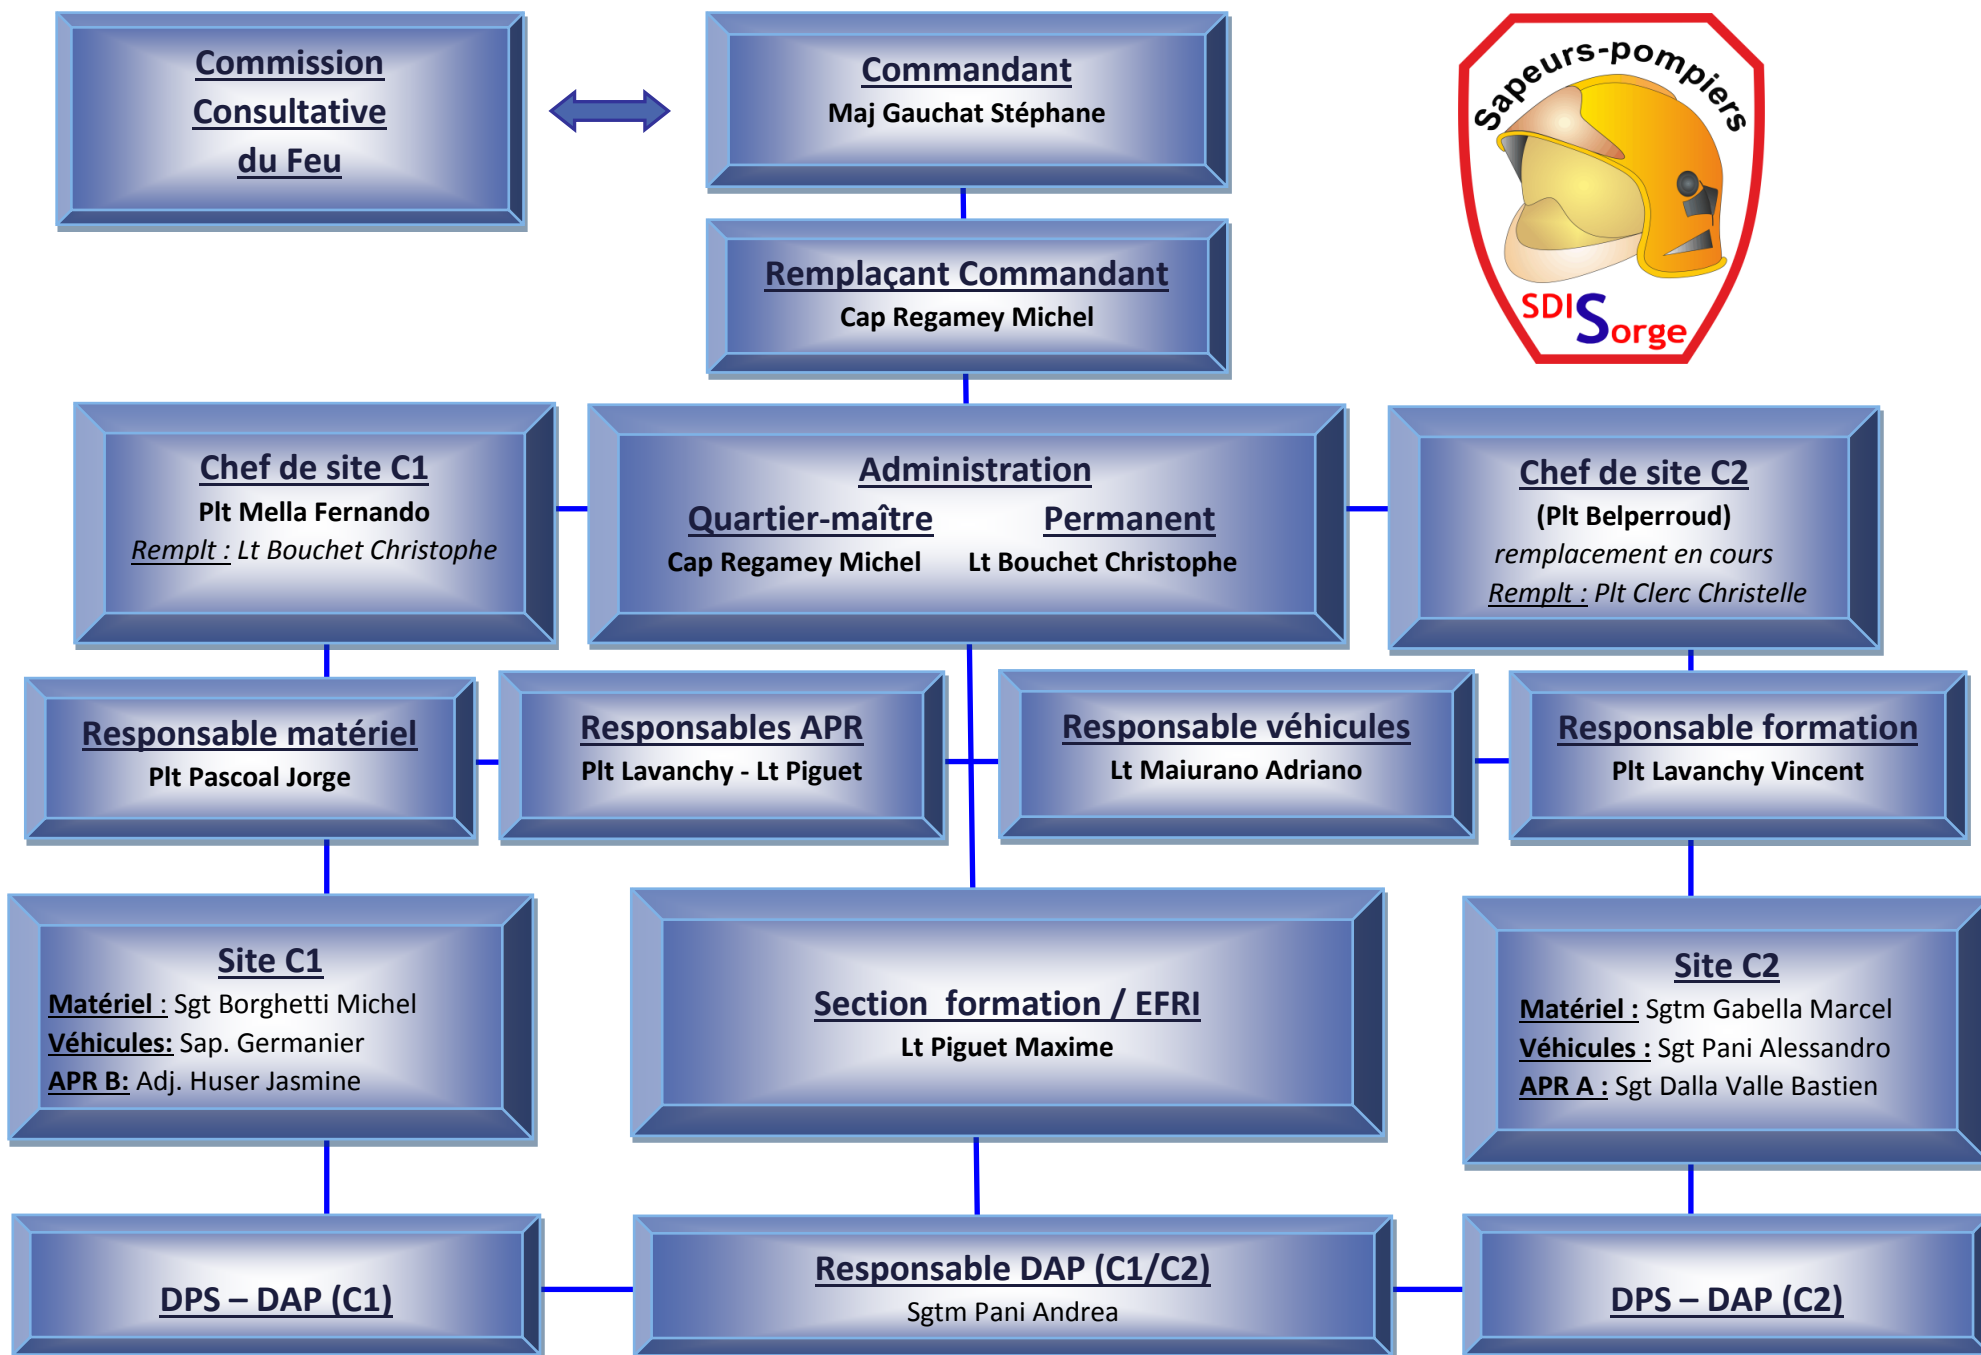 Commission
Consultative
du Feu
Commandant
Maj Gauchat Stéphane
Sapeurs-pompiers
SDIS
Sorge
Remplaçant Commandant
Cap Regamey Michel
Chef de site C1
Plt Mella Fernando
Remplt : Lt Bouchet Christophe
Administration
Quartier-maître Permanent
Cap Regamey Michel Lt Bouchet Christophe
Chef de site C2
(Plt Belperroud)
remplacement en cours
Remplt : Plt Clerc Christelle
Responsable matériel
Plt Pascoal Jorge
Responsables APR
Plt Lavanchy - Lt Piguet
Responsable véhicules
Lt Maiurano Adriano
Responsable formation
Plt Lavanchy Vincent
Site C1
Matériel : Sgt Borghetti Michel
Véhicules: Sap. Germanier
APR B: Adj. Huser Jasmine
Section formation / EFRI
Lt Piguet Maxime
Site C2
Matériel : Sgtm Gabella Marcel
Véhicules : Sgt Pani Alessandro
APR A : Sgt Dalla Valle Bastien
DPS – DAP (C1)
Responsable DAP (C1/C2)
Sgtm Pani Andrea
DPS – DAP (C2)